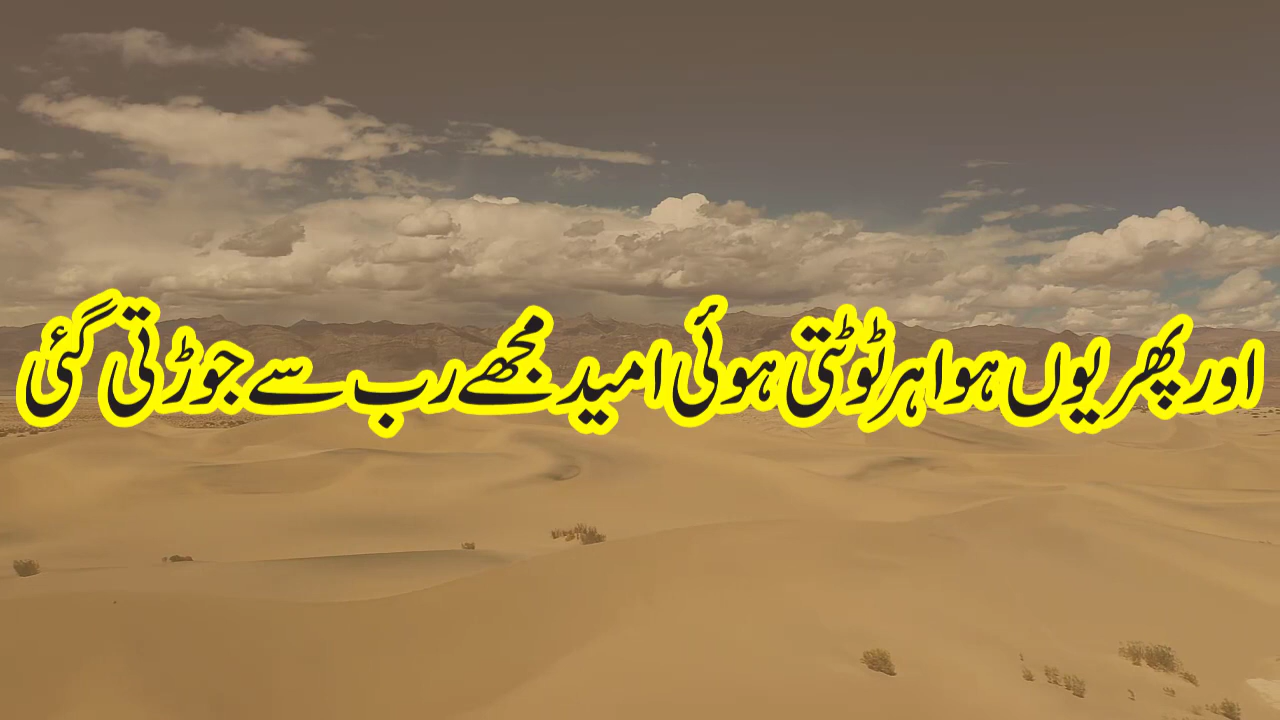 اور پھر یوں ہوا ہر ٹوٹتی ہوئی امید مجھے رب سے جوڑتی گئی